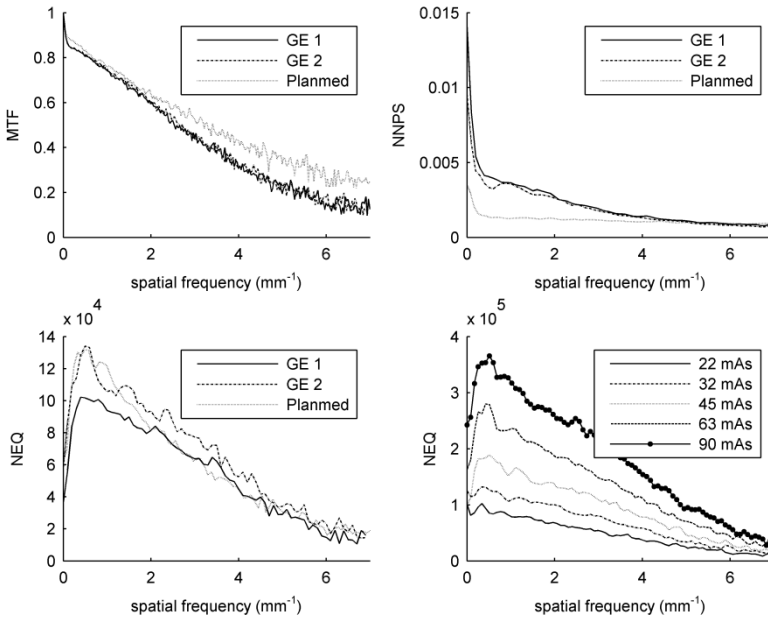 1
0.8
0.6
0.4
0.2
0
MTF
0 2 4 6
spatial frequency (mm⁻¹)
GE 1
GE 2
Planmed
0.015
0.01
0.005
0
NNPS
0 2 4 6
spatial frequency (mm⁻¹)
GE 1
GE 2
Planmed
x 10⁴
14
12
10
8
6
4
2
0
NEQ
0 2 4 6
spatial frequency (mm⁻¹)
GE 1
GE 2
Planmed
x 10⁵
4
3
2
1
0
NEQ
0 2 4 6
spatial frequency (mm⁻¹)
22 mAs
32 mAs
45 mAs
63 mAs
90 mAs